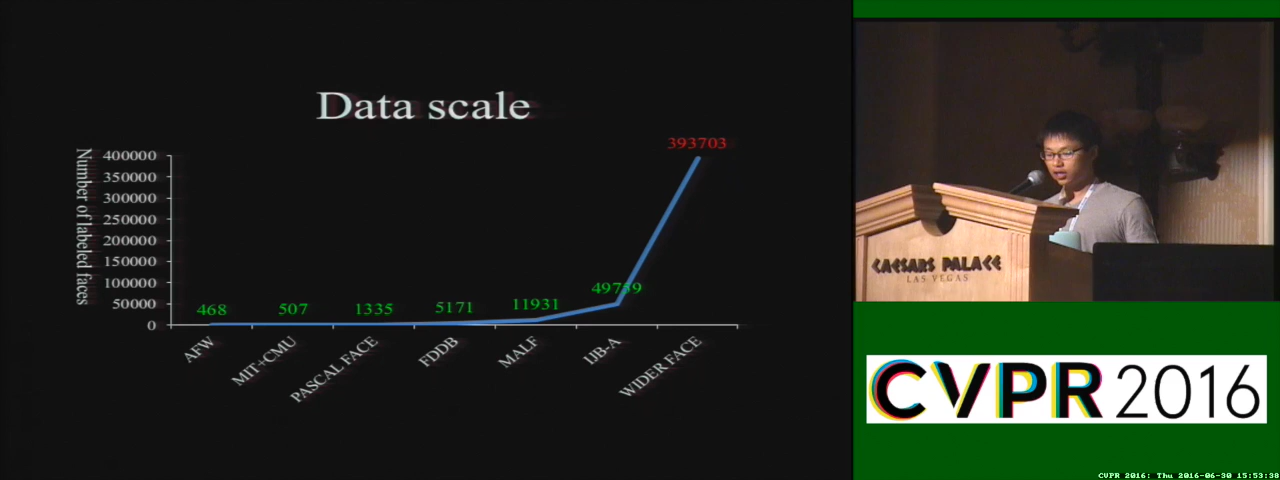 Data scale
Number of labeled faces
400000
350000
300000
250000
200000
150000
100000
50000
0
468
507
1335
5171
11931
49759
393703
AFW
MIT+CMU
PASCAL FACE
FDDB
MALF
IJB-A
WIDER FACE
CAESARS PALACE
LAS VEGAS
CVPR 2016
CVPR 2016: Thu 2016-06-30 15:53:38